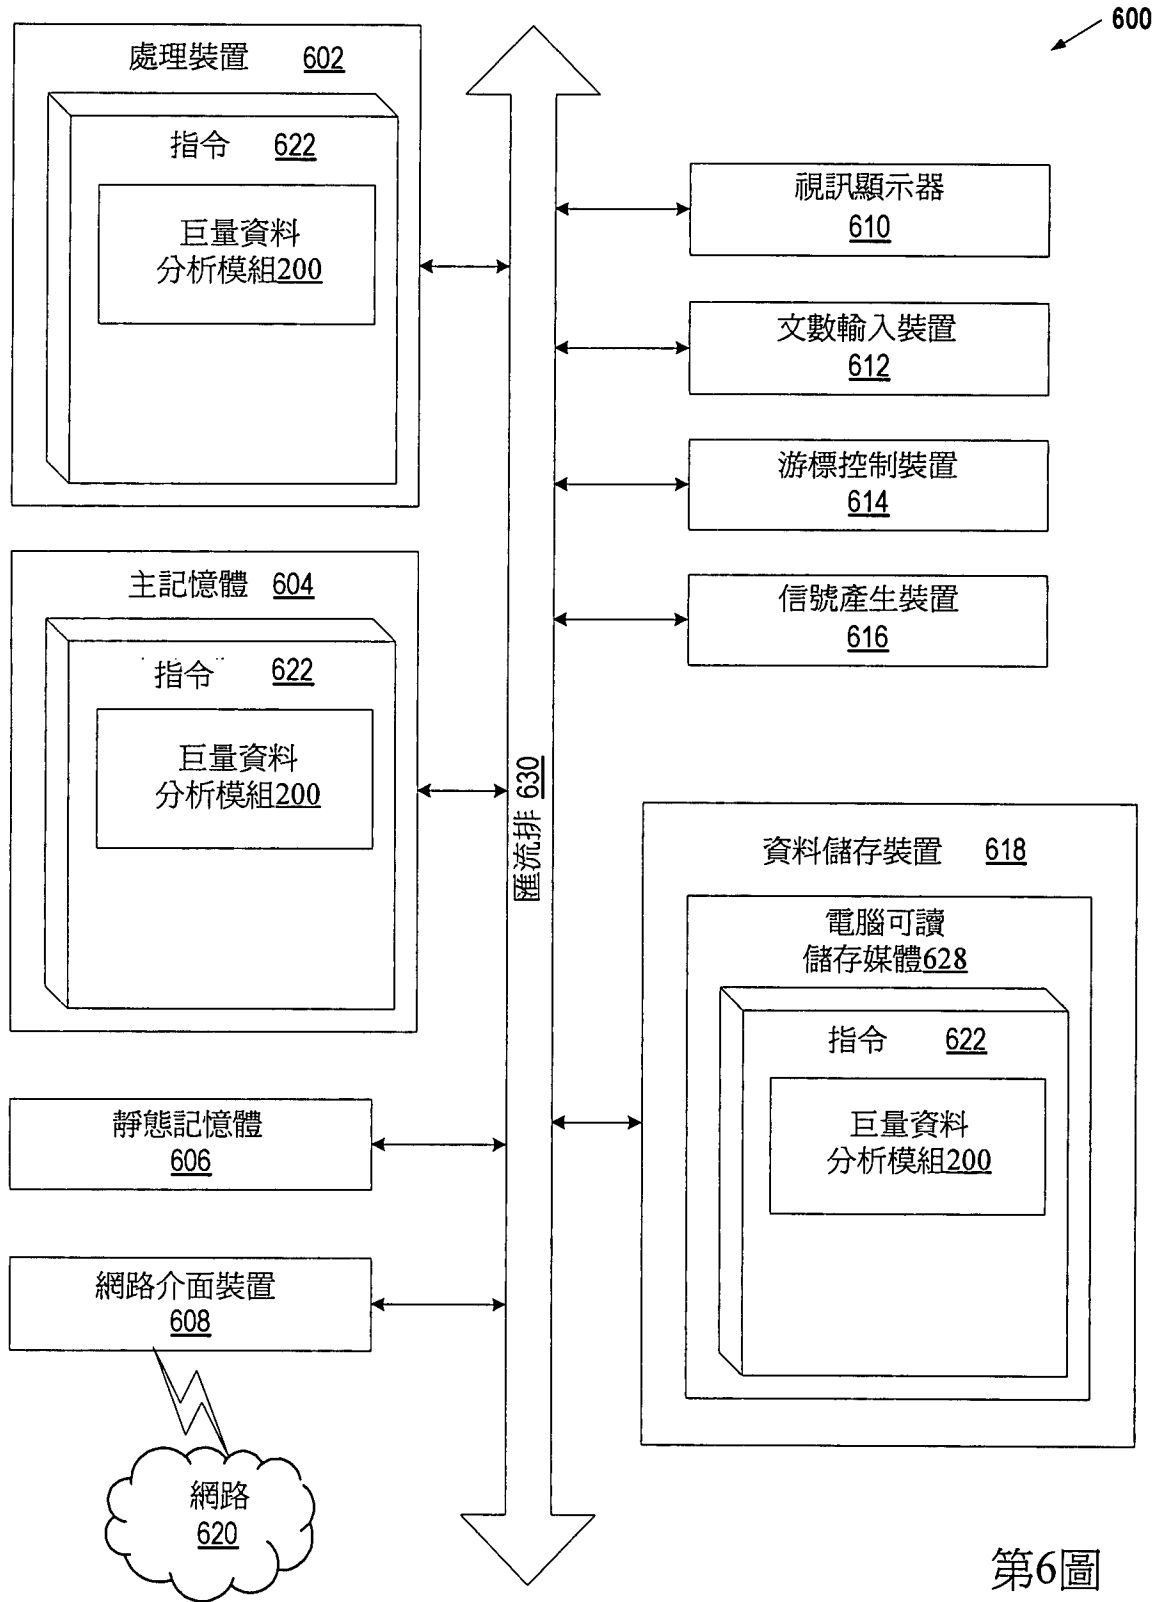 600
處理裝置 602
指令 622
巨量資料
分析模組200
主記憶體 604
指令 622
巨量資料
分析模組200
靜態記憶體
606
網路介面裝置
608
網路
620
匯流排 630
視訊顯示器
610
文數輸入裝置
612
游標控制裝置
614
信號產生裝置
616
資料儲存裝置 618
電腦可讀
儲存媒體628
指令 622
巨量資料
分析模組200
第6圖